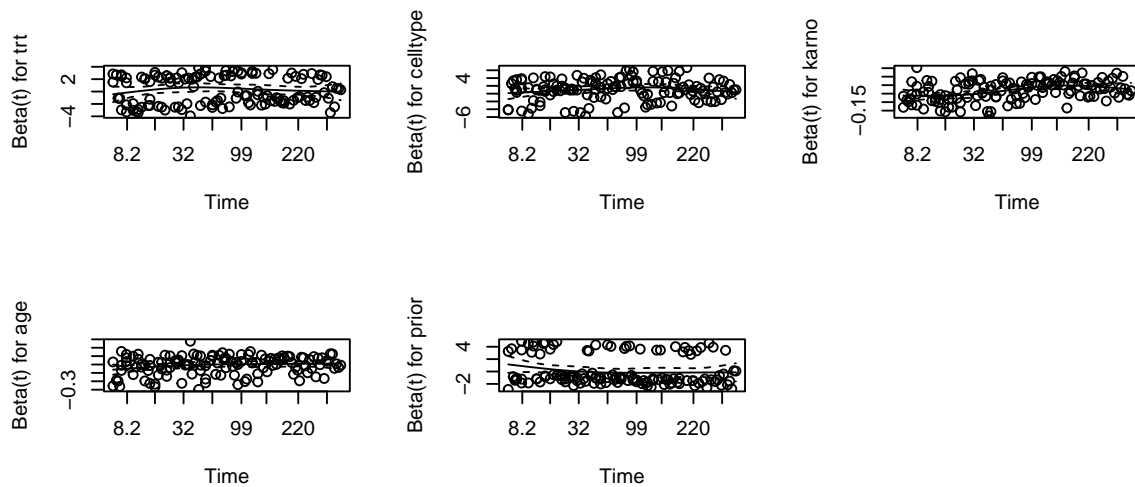 Beta(t) for trt
2
−4
8.2 32 99 220
Time
Beta(t) for celltype
4
−6
8.2 32 99 220
Time
Beta(t) for karno
−0.15
8.2 32 99 220
Time
Beta(t) for age
−0.3
8.2 32 99 220
Time
Beta(t) for prior
4
−2
8.2 32 99 220
Time